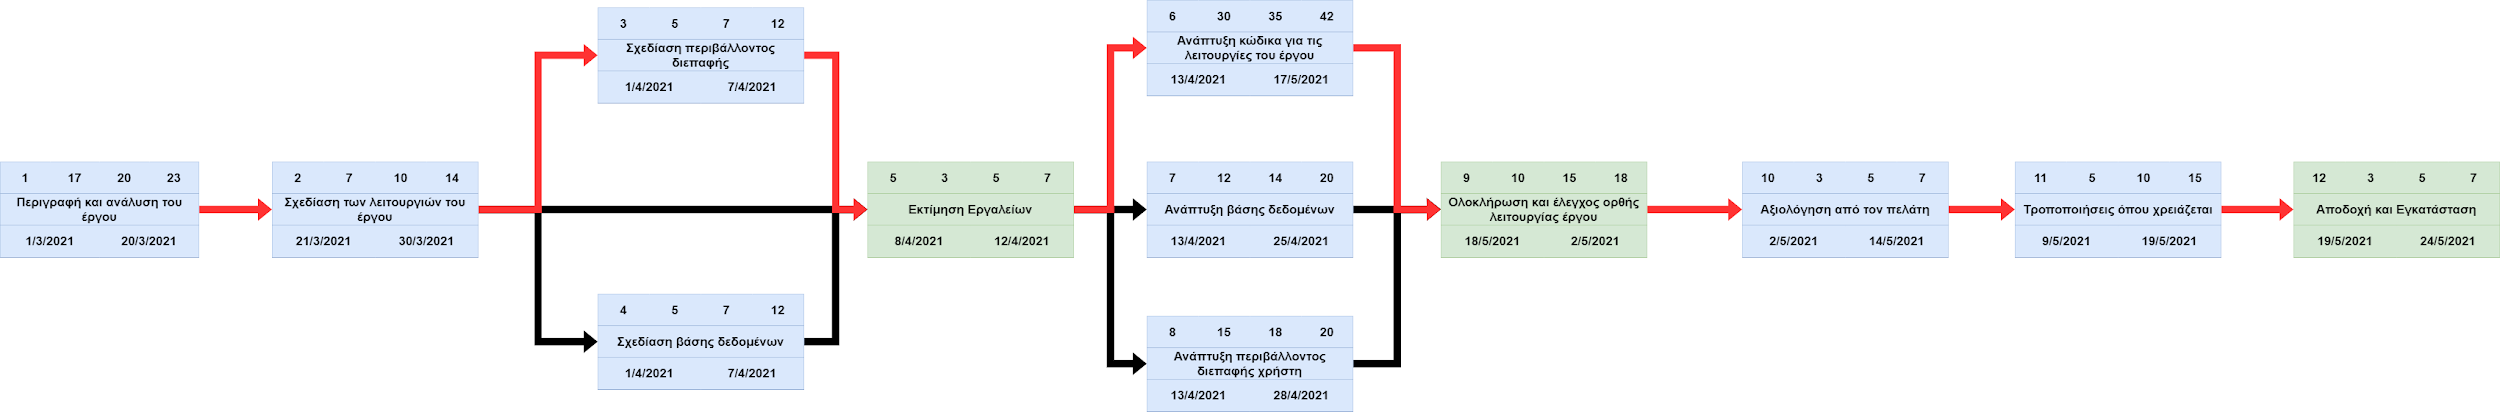 1 17 20 23
Περιγραφή και ανάλυση του
έργου
1/3/2021 20/3/2021
2 7 10 14
Σχεδίαση των λειτουργιών του
έργου
21/3/2021 30/3/2021
3 5 7 12
Σχεδίαση περιβάλλοντος
διεπαφής
1/4/2021 7/4/2021
4 5 7 12
Σχεδίαση βάσης δεδομένων
1/4/2021 7/4/2021
5 3 5 7
Εκτίμηση Εργαλείων
8/4/2021 12/4/2021
6 30 35 42
Ανάπτυξη κώδικα για τις
λειτουργίες του έργου
13/4/2021 17/5/2021
7 12 14 20
Ανάπτυξη βάσης δεδομένων
13/4/2021 25/4/2021
8 15 18 20
Ανάπτυξη περιβάλλοντος
διεπαφής χρήστη
13/4/2021 28/4/2021
9 10 15 18
Ολοκλήρωση και έλεγχος ορθής
λειτουργίας έργου
18/5/2021 2/5/2021
10 3 5 7
Αξιολόγηση από τον πελάτη
2/5/2021 14/5/2021
11 5 10 15
Τροποποιήσεις όπου χρειάζεται
9/5/2021 19/5/2021
12 3 5 7
Αποδοχή και Εγκατάσταση
19/5/2021 24/5/2021